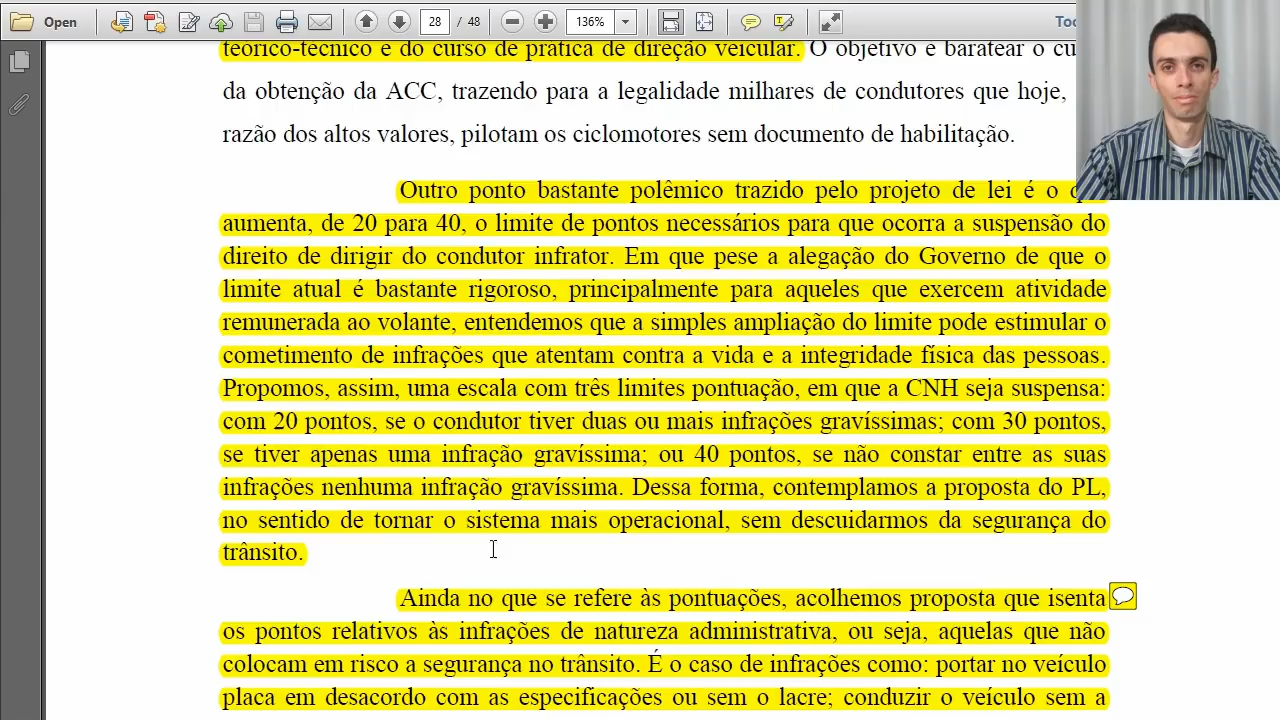 Open 28 / 48 136% Too
teórico-técnico e do curso de prática de direção veicular. O objetivo é baratear o
da obtenção da ACC, trazendo para a legalidade milhares de condutores que hoje,
razão dos altos valores, pilotam os ciclomotores sem documento de habilitação.
Outro ponto bastante polêmico trazido pelo projeto de lei é o
aumenta, de 20 para 40, o limite de pontos necessários para que ocorra a suspensão do
direito de dirigir do condutor infrator. Em que pese a alegação do Governo de que o
limite atual é bastante rigoroso, principalmente para aqueles que exercem atividade
remunerada ao volante, entendemos que a simples ampliação do limite pode estimular o
cometimento de infrações que atentam contra a vida e a integridade física das pessoas.
Propomos, assim, uma escala com três limites pontuação, em que a CNH seja suspensa:
com 20 pontos, se o condutor tiver duas ou mais infrações gravíssimas; com 30 pontos,
se tiver apenas uma infração gravíssima; ou 40 pontos, se não constar entre as suas
infrações nenhuma infração gravíssima. Dessa forma, contemplamos a proposta do PL,
no sentido de tornar o sistema mais operacional, sem descuidarmos da segurança do
trânsito.
Ainda no que se refere às pontuações, acolhemos proposta que isenta
os pontos relativos às infrações de natureza administrativa, ou seja, aquelas que não
colocam em risco a segurança no trânsito. É o caso de infrações como: portar no veículo
placa em desacordo com as especificações ou sem o lacre; conduzir o veículo sem a